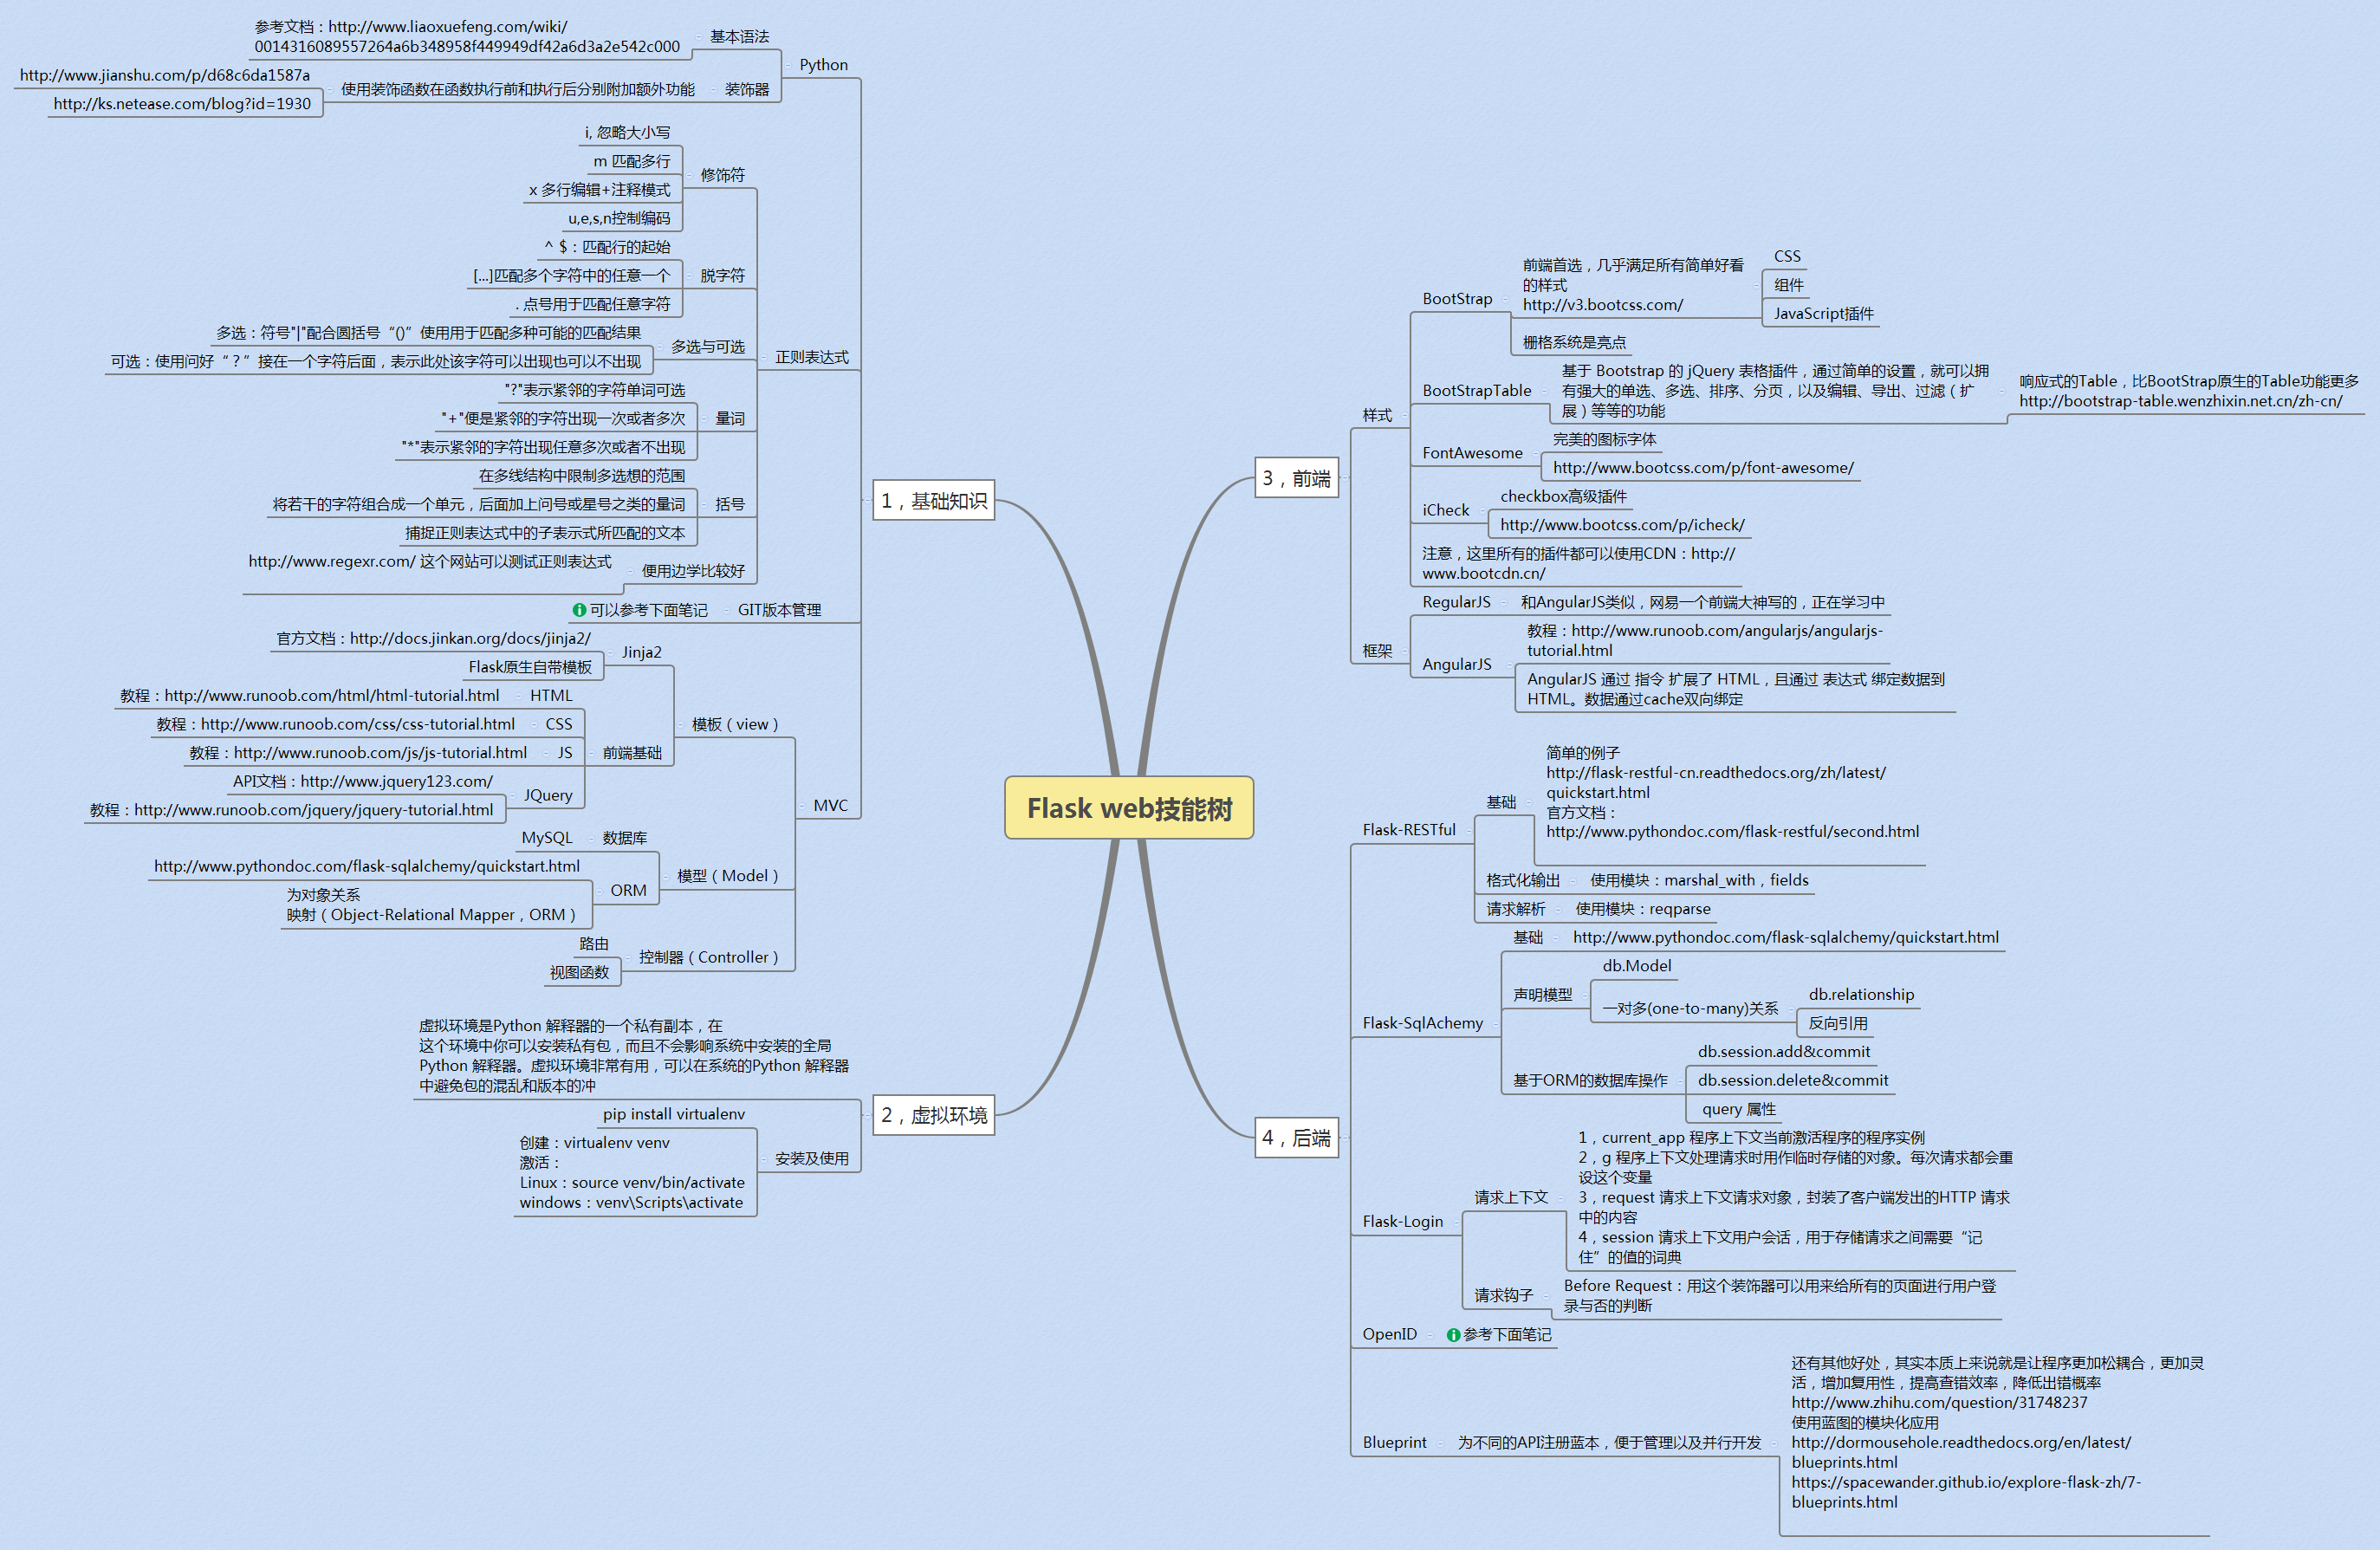 Flask web技能树
1，基础知识
Python
基本语法
参考文档：http://www.liaoxuefeng.com/wiki/
0014316089557264a6b348958f449949df42a6d3a2e542c000
装饰器
使用装饰函数在函数执行前和执行后分别附加额外功能
http://www.jianshu.com/p/d68c6da1587a
http://ks.netease.com/blog?id=1930
正则表达式
修饰符
i, 忽略大小写
m 匹配多行
x 多行编辑+注释模式
u,e,s,n控制编码
脱字符
^ $：匹配行的起始
[...]匹配多个字符中的任意一个
. 点号用于匹配任意字符
多选与可选
多选：符号"|"配合圆括号“()”使用用于匹配多种可能的匹配结果
可选：使用问好“？”接在一个字符后面，表示此处该字符可以出现也可以不出现
量词
"?"表示紧邻的字符单词可选
"+"便是紧邻的字符出现一次或者多次
"*"表示紧邻的字符出现任意多次或者不出现
括号
在多线结构中限制多选想的范围
将若干的字符组合成一个单元，后面加上问号或星号之类的量词
捕捉正则表达式中的子表示式所匹配的文本
便用边学比较好
http://www.regexr.com/ 这个网站可以测试正则表达式
GIT版本管理
可以参考下面笔记
MVC
模板（view）
Jinja2
官方文档：http://docs.jinkan.org/docs/jinja2/
Flask原生自带模板
前端基础
HTML
教程：http://www.runoob.com/html/html-tutorial.html
CSS
教程：http://www.runoob.com/css/css-tutorial.html
JS
教程：http://www.runoob.com/js/js-tutorial.html
JQuery
API文档：http://www.jquery123.com/
教程：http://www.runoob.com/jquery/jquery-tutorial.html
模型（Model）
数据库
MySQL
ORM
http://www.pythondoc.com/flask-sqlalchemy/quickstart.html
为对象关系
映射（Object-Relational Mapper，ORM）
控制器（Controller）
路由
视图函数
2，虚拟环境
虚拟环境是Python 解释器的一个私有副本，在
这个环境中你可以安装私有包，而且不会影响系统中安装的全局
Python 解释器。虚拟环境非常有用，可以在系统的Python 解释器
中避免包的混乱和版本的冲
安装及使用
pip install virtualenv
创建：virtualenv venv
激活：
Linux：source venv/bin/activate
windows：venv\Scripts\activate
3，前端
样式
BootStrap
前端首选，几乎满足所有简单好看
的样式
http://v3.bootcss.com/
CSS
组件
JavaScript插件
栅格系统是亮点
BootStrapTable
基于 Bootstrap 的 jQuery 表格插件，通过简单的设置，就可以拥
有强大的单选、多选、排序、分页，以及编辑、导出、过滤（扩
展）等等的功能
响应式的Table，比BootStrap原生的Table功能更多
http://bootstrap-table.wenzhixin.net.cn/zh-cn/
FontAwesome
完美的图标字体
http://www.bootcss.com/p/font-awesome/
iCheck
checkbox高级插件
http://www.bootcss.com/p/icheck/
注意，这里所有的插件都可以使用CDN：http://
www.bootcdn.cn/
框架
RegularJS
和AngularJS类似，网易一个前端大神写的，正在学习中
AngularJS
教程：http://www.runoob.com/angularjs/angularjs-
tutorial.html
AngularJS 通过 指令 扩展了 HTML，且通过 表达式 绑定数据到
HTML。数据通过cache双向绑定
4，后端
Flask-RESTful
基础
简单的例子
http://flask-restful-cn.readthedocs.org/zh/latest/
quickstart.html
官方文档：
http://www.pythondoc.com/flask-restful/second.html
格式化输出
使用模块：marshal_with，fields
请求解析
使用模块：reqparse
Flask-SqlAchemy
基础
http://www.pythondoc.com/flask-sqlalchemy/quickstart.html
声明模型
db.Model
一对多(one-to-many)关系
db.relationship
反向引用
基于ORM的数据库操作
db.session.add&commit
db.session.delete&commit
query 属性
Flask-Login
请求上下文
1，current_app 程序上下文当前激活程序的程序实例
2，g 程序上下文处理请求时用作临时存储的对象。每次请求都会重
设这个变量
3，request 请求上下文请求对象，封装了客户端发出的HTTP 请求
中的内容
4，session 请求上下文用户会话，用于存储请求之间需要“记
住”的值的词典
请求钩子
Before Request：用这个装饰器可以用来给所有的页面进行用户登
录与否的判断
OpenID
参考下面笔记
Blueprint
为不同的API注册蓝本，便于管理以及并行开发
还有其他好处，其实本质上来说就是让程序更加松耦合，更加灵
活，增加复用性，提高查错效率，降低出错概率
http://www.zhihu.com/question/31748237
使用蓝图的模块化应用
http://dormousehole.readthedocs.org/en/latest/
blueprints.html
https://spacewander.github.io/explore-flask-zh/7-
blueprints.html